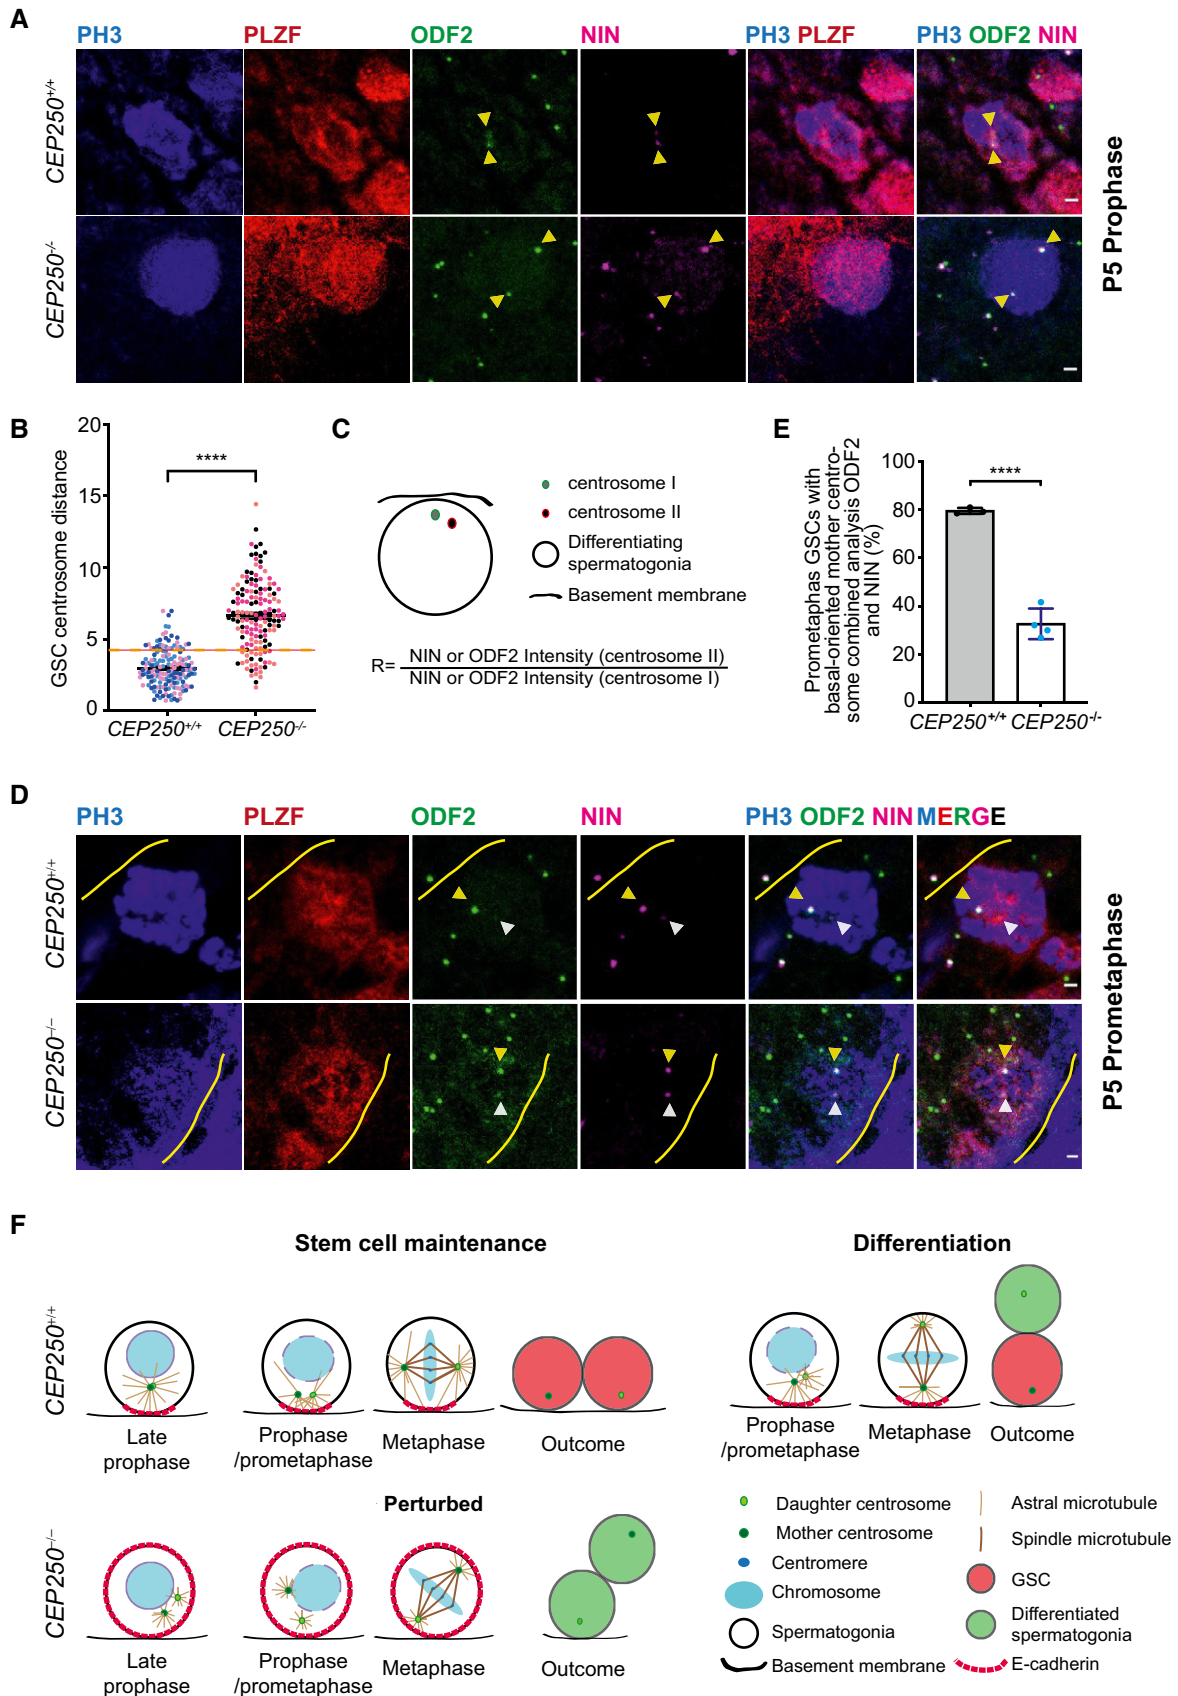 A
PH3 PLZF ODF2 NIN PH3 PLZF PH3 ODF2 NIN
CEP250+/+
CEP250-/-
P5 Prophase
B
GSC centrosome distance
20
15
10
5
0
****
CEP250+/+ CEP250-/-
C
centrosome I
centrosome II
Differentiating
spermatogonia
Basement membrane
R= NIN or ODF2 Intensity (centrosome II)
NIN or ODF2 Intensity (centrosome I)
E
Prometaphas GSCs with
basal-oriented mother centro-
some combined analysis ODF2
and NIN (%)
100
80
60
40
20
0
****
CEP250+/+ CEP250-/-
D
PH3 PLZF ODF2 NIN PH3 ODF2 NIN MERGE
CEP250+/+
CEP250–/–
P5 Prometaphase
F
Stem cell maintenance
Differentiation
CEP250+/+
Late
prophase
Prophase
/prometaphase
Metaphase
Outcome
Prophase
/prometaphase
Metaphase
Outcome
Perturbed
CEP250–/–
Late
prophase
Prophase
/prometaphase
Metaphase
Outcome
Daughter centrosome
Mother centrosome
Centromere
Chromosome
Spermatogonia
Basement membrane
Astral microtubule
Spindle microtubule
GSC
Differentiated
spermatogonia
E-cadherin